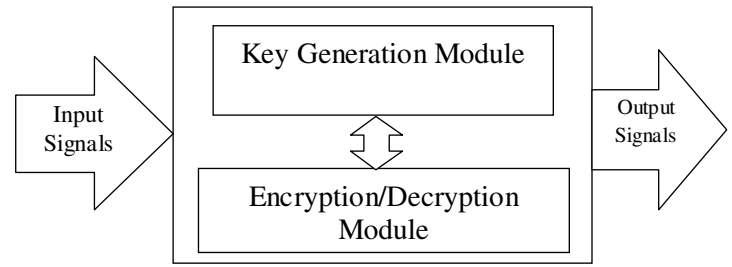 Key Generation Module
Input
Signals
Output
Signals
Encryption/Decryption
Module